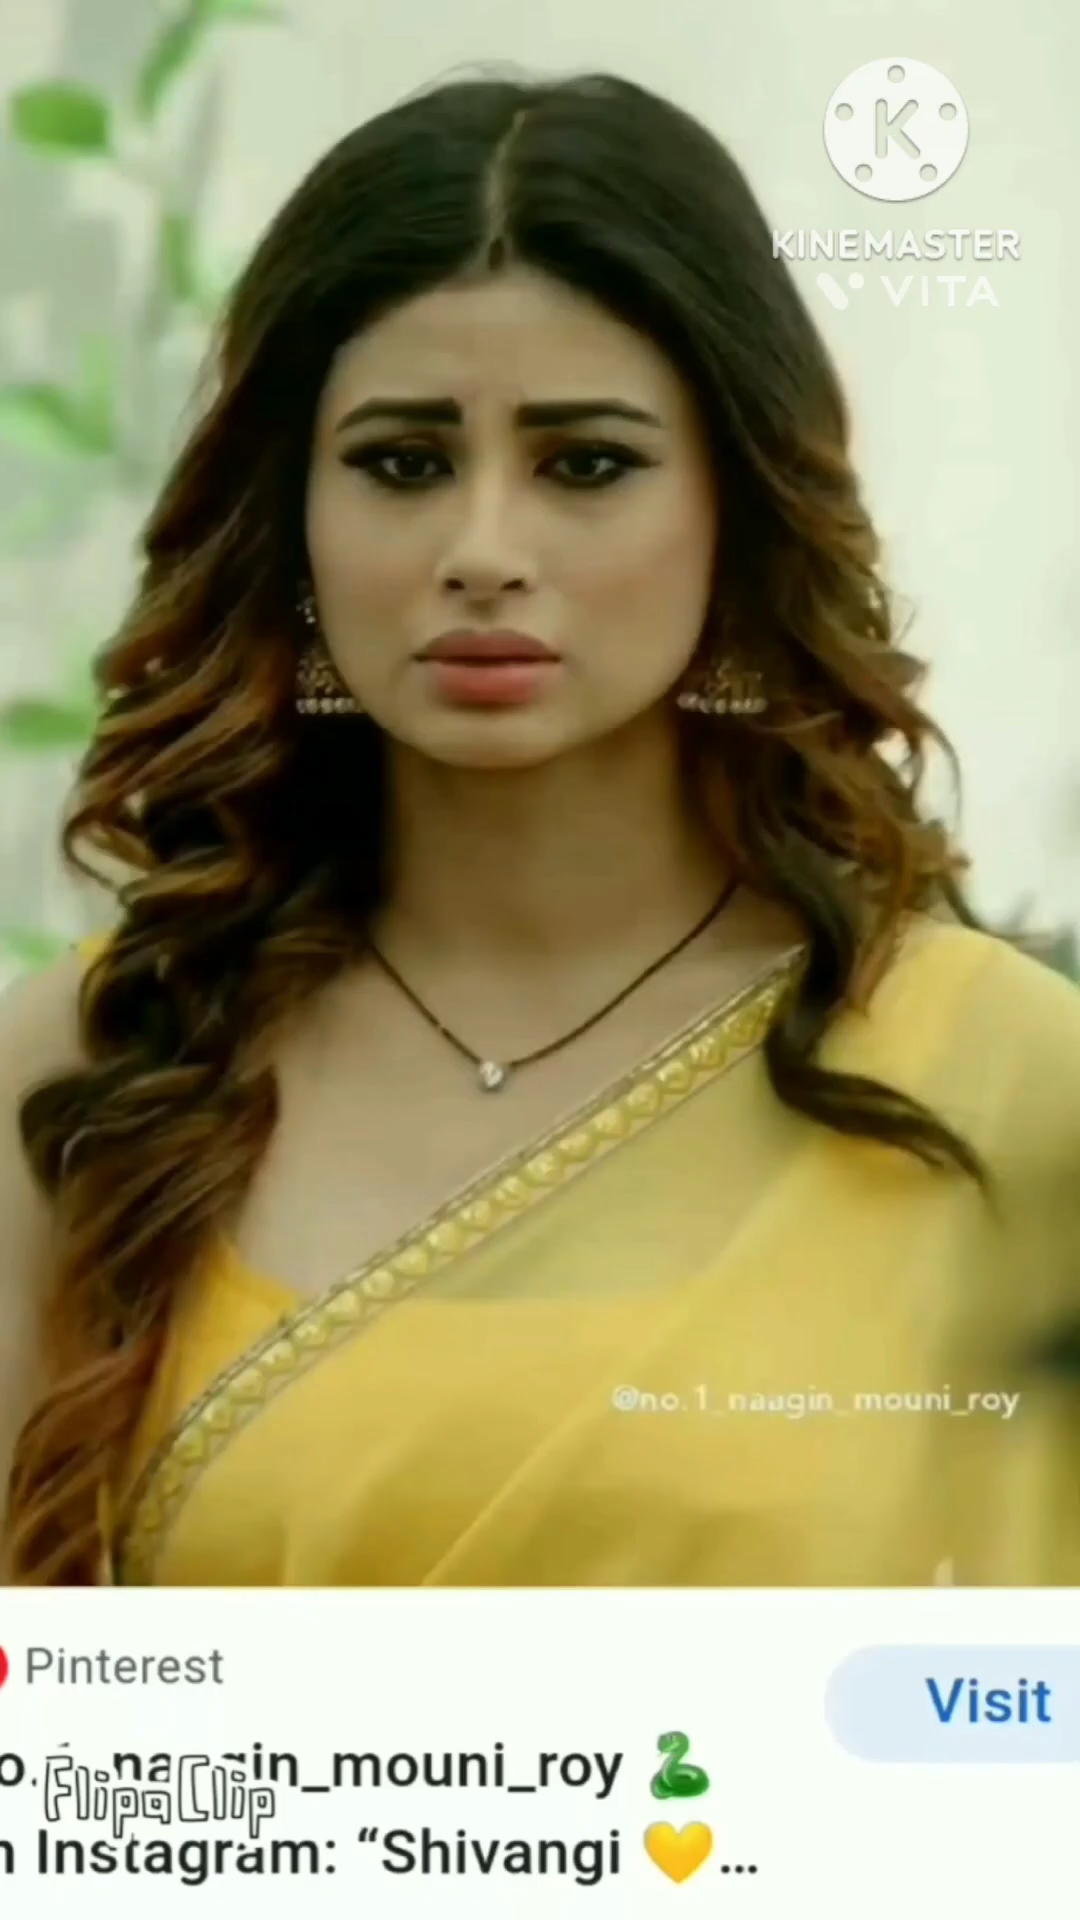 K
KINEMASTER
VITA
@no.1_naagin_mouni_roy
Pinterest
Visit
in_mouni_roy 🐍
FlipaClip
Instagram: “Shivangi 💛...